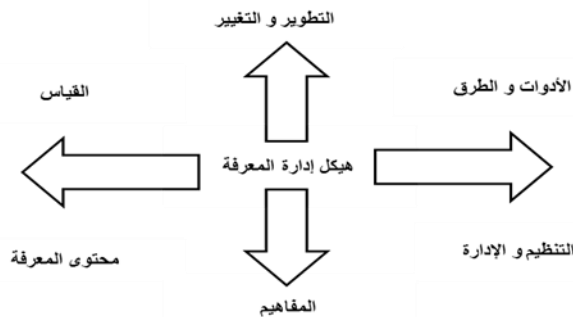 التطوير و التغيير
الأدوات و الطرق
القياس
هيكل إدارة المعرفة
التنظيم و الإدارة
محتوى المعرفة
المفاهيم